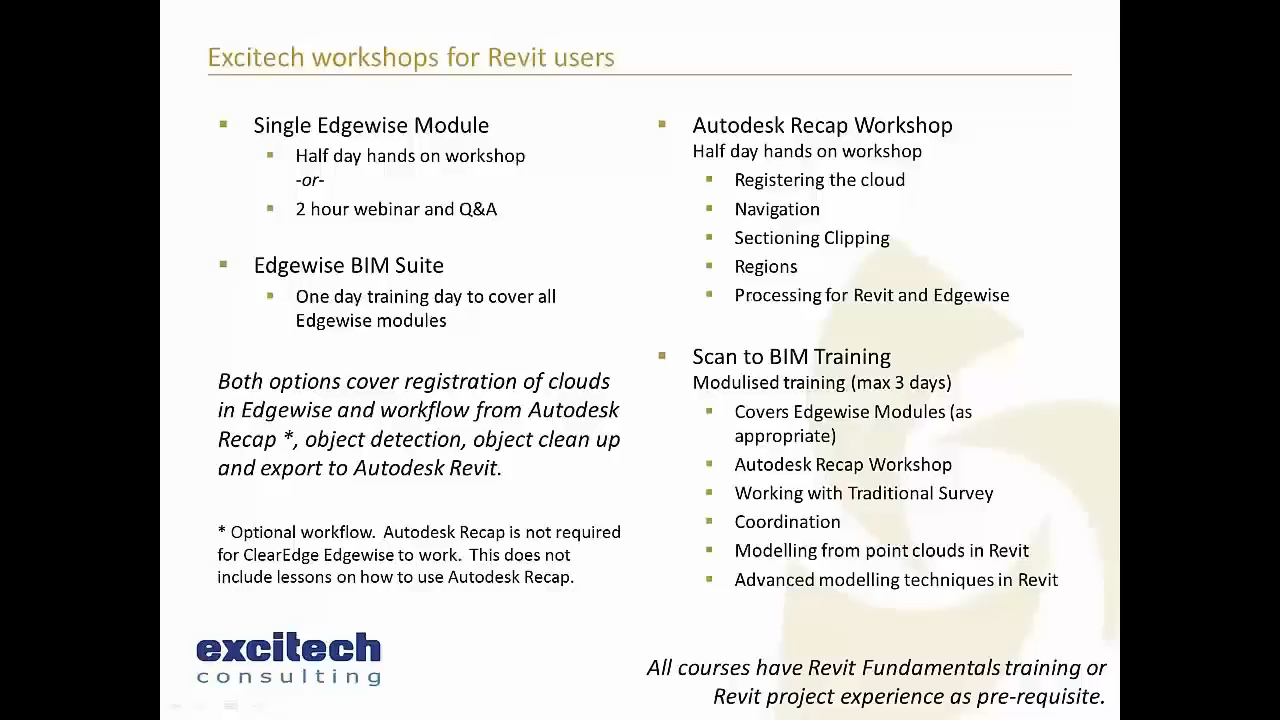 Excitech workshops for Revit users
Single Edgewise Module
Half day hands on workshop
-or-
2 hour webinar and Q&A
Edgewise BIM Suite
One day training day to cover all
Edgewise modules
Both options cover registration of clouds
in Edgewise and workflow from Autodesk
Recap *, object detection, object clean up
and export to Autodesk Revit.
* Optional workflow. Autodesk Recap is not required
for ClearEdge Edgewise to work. This does not
include lessons on how to use Autodesk Recap.
Autodesk Recap Workshop
Half day hands on workshop
Registering the cloud
Navigation
Sectioning Clipping
Regions
Processing for Revit and Edgewise
Scan to BIM Training
Modulised training (max 3 days)
Covers Edgewise Modules (as
appropriate)
Autodesk Recap Workshop
Working with Traditional Survey
Coordination
Modelling from point clouds in Revit
Advanced modelling techniques in Revit
excitech
consulting
All courses have Revit Fundamentals training or
Revit project experience as pre-requisite.